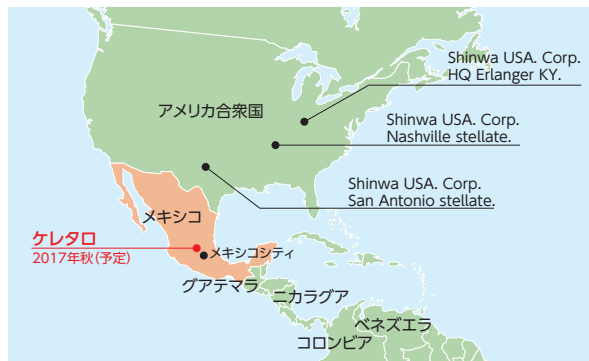 Shinwa USA. Corp.
HQ Erlanger KY.
アメリカ合衆国
Shinwa USA. Corp.
Nashville stellate.
Shinwa USA. Corp.
San Antonio stellate.
メキシコ
ケレタロ
2017年秋(予定)
メキシコシティ
グアテマラ
ニカラグア
ベネズエラ
コロンビア